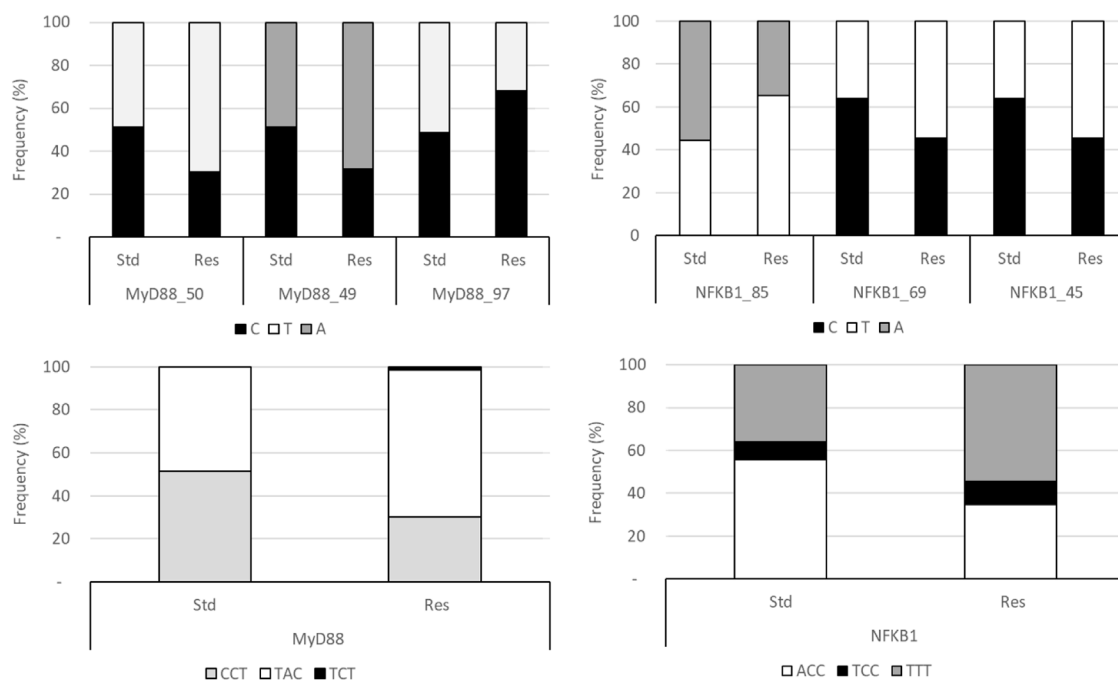 100
80
60
40
20
-
Frequency (%)
Std Res Std Res Std Res
MyD88_50 MyD88_49 MyD88_97
C T A
100
80
60
40
20
0
Frequency (%)
Std Res Std Res Std Res
NFKB1_85 NFKB1_69 NFKB1_45
C T A
100
80
60
40
20
-
Frequency (%)
Std Res
MyD88
CCT TAC TCT
100
80
60
40
20
-
Frequency (%)
Std Res
NFKB1
ACC TCC TTT